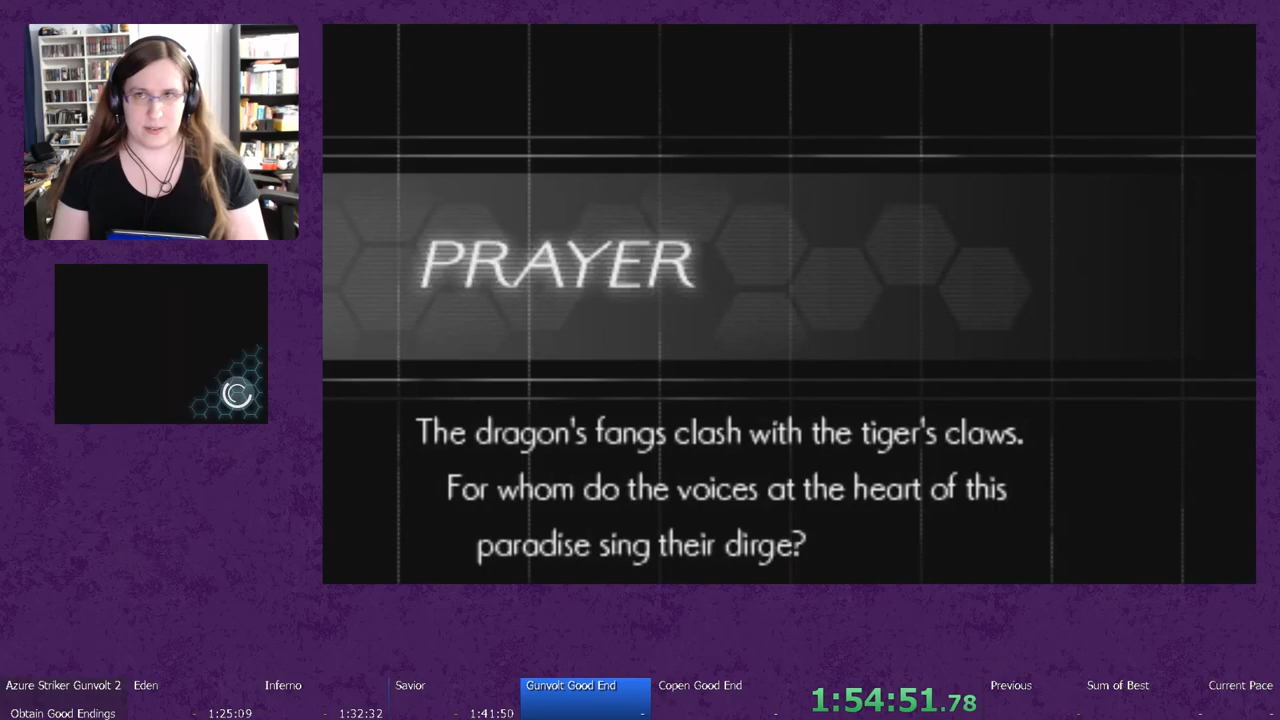 PRAYER
The dragon's fangs clash with the tiger's claws.
For whom do the voices at the heart of this
paradise sing their dirge?
Azure Striker Gunvolt 2 Eden Inferno Savior Gunvolt Good End Copen Good End 1:54:51.78 Previous Sum of Best Current Pace
Obtain Good Endings - 1:25:09 - 1:32:32 - 1:41:50 - -